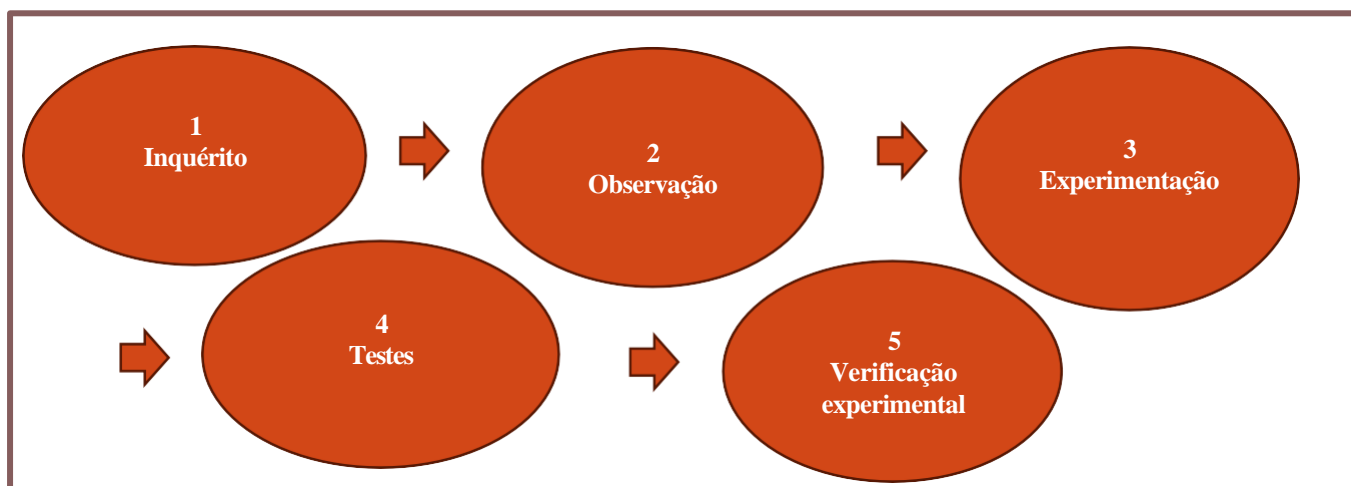 1
Inquérito
2
Observação
3
Experimentação
4
Testes
5
Verificação
experimental